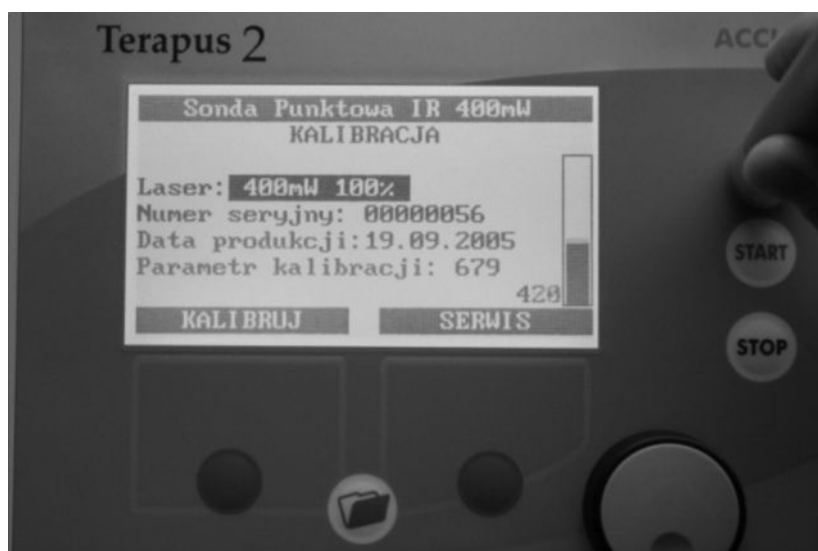 Terapus 2
Sonda Punktowa IR 400mW
KALIBRACJA
Laser: 400mW 100%
Numer seryjny: 00000056
Data produkcji:19.09.2005
Parametr kalibracji: 679
420
KALIBRUJ SERWIS
START
STOP